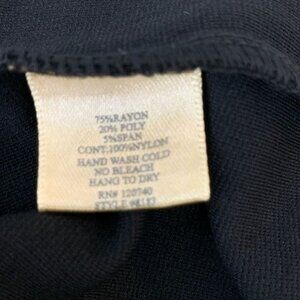 75%RAYON
20% POLY
5%SPAN
CONT:100%NYLON
HAND WASH COLD
NO BLEACH
HANG TO DRY
RN# 120740
STYLE